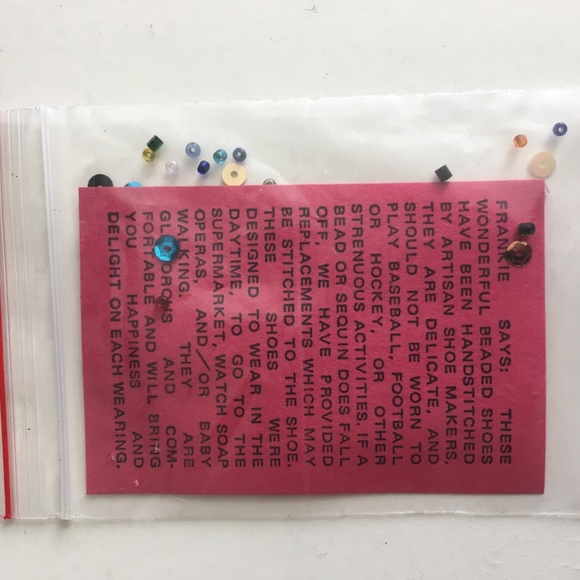 FRANKIE SAYS: THESE
WONDERFUL BEADED SHOES
HAVE BEEN HANDSTITCHED
BY ARTISAN SHOE MAKERS,
THEY ARE DELICATE, AND
SHOULD NOT BE WORN TO
PLAY BASEBALL, FOOTBALL
OR HOCKEY, OR OTHER
STRENUOUS ACTIVITIES. IF A
BEAD OR SEQUIN DOES FALL
OFF, WE HAVE PROVIDED
REPLACEMENTS WHICH MAY
BE STITCHED TO THE SHOE.
THESE SHOES WERE
DESIGNED TO WEAR IN THE
DAYTIME, TO GO TO THE
SUPERMARKET, WATCH SOAP
OPERAS, AND/OR BABY
WALKING. THEY ARE
GLAMOROUS AND COM-
FORTABLE AND WILL BRING
YOU HAPPINESS AND
DELIGHT ON EACH WEARING.